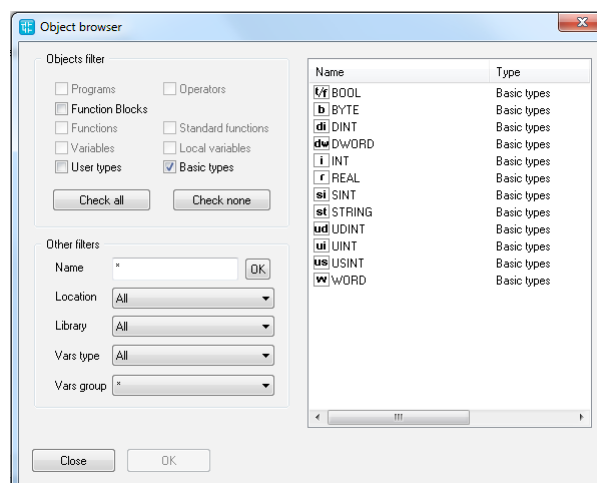 Object browser
Objects filter
Programs
Operators
Function Blocks
Functions
Standard functions
Variables
Local variables
User types
Basic types
Check all
Check none
Other filters
Name
*
OK
Location
All
Library
All
Vars type
All
Vars group
*
Name Type
t/f BOOL Basic types
b BYTE Basic types
di DINT Basic types
dw DWORD Basic types
i INT Basic types
r REAL Basic types
si SINT Basic types
st STRING Basic types
ud UDINT Basic types
ui UINT Basic types
us USINT Basic types
w WORD Basic types
Close
OK